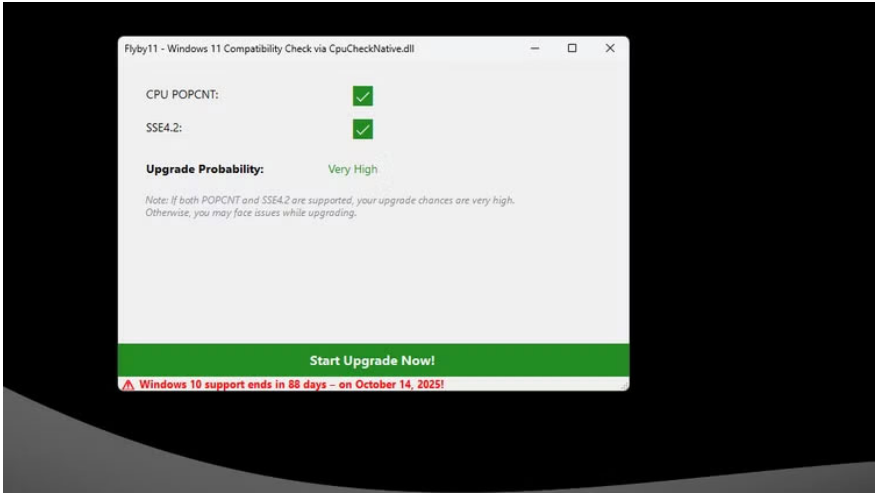 Flyby11 - Windows 11 Compatibility Check via CpuCheckNative.dll
CPU POPCNT:
SSE4.2:
Upgrade Probability: Very High
Note: If both POPCNT and SSE4.2 are supported, your upgrade chances are very high.
Otherwise, you may face issues while upgrading.
Start Upgrade Now!
Windows 10 support ends in 88 days – on October 14, 2025!